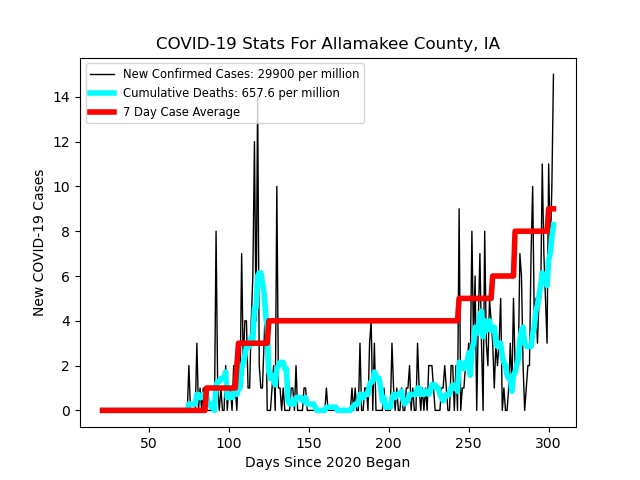 COVID-19 Stats For Allamakee County, IA
New Confirmed Cases: 29900 per million
Cumulative Deaths: 657.6 per million
7 Day Case Average
New COVID-19 Cases
14
12
10
8
6
4
2
0
50 100 150 200 250 300
Days Since 2020 Began